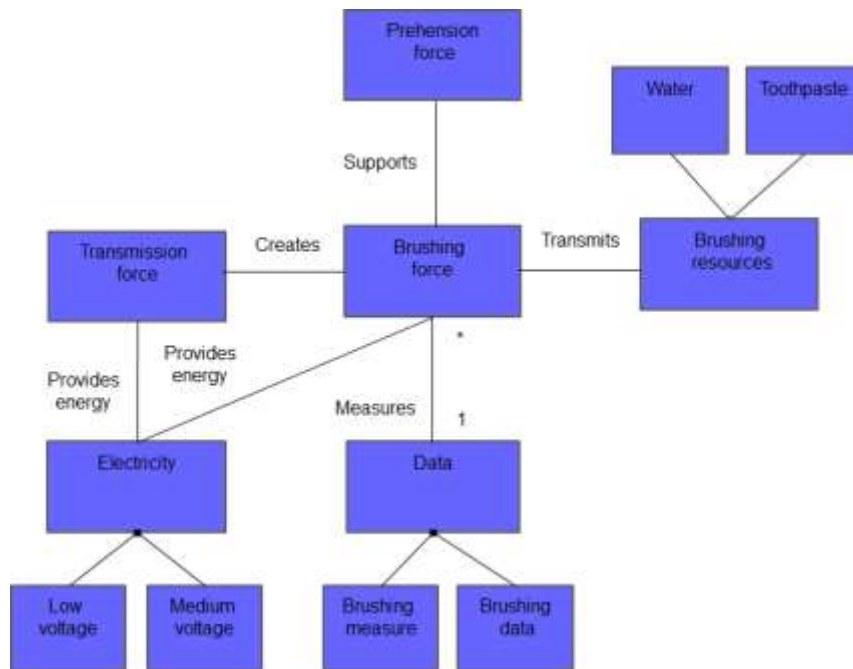 Prehension
force
Water
Toothpaste
Supports
Transmission
force
Creates
Brushing
force
Transmits
Brushing
resources
Provides
energy
Provides
energy
*
Measures
1
Electricity
Data
Low
voltage
Medium
voltage
Brushing
measure
Brushing
data